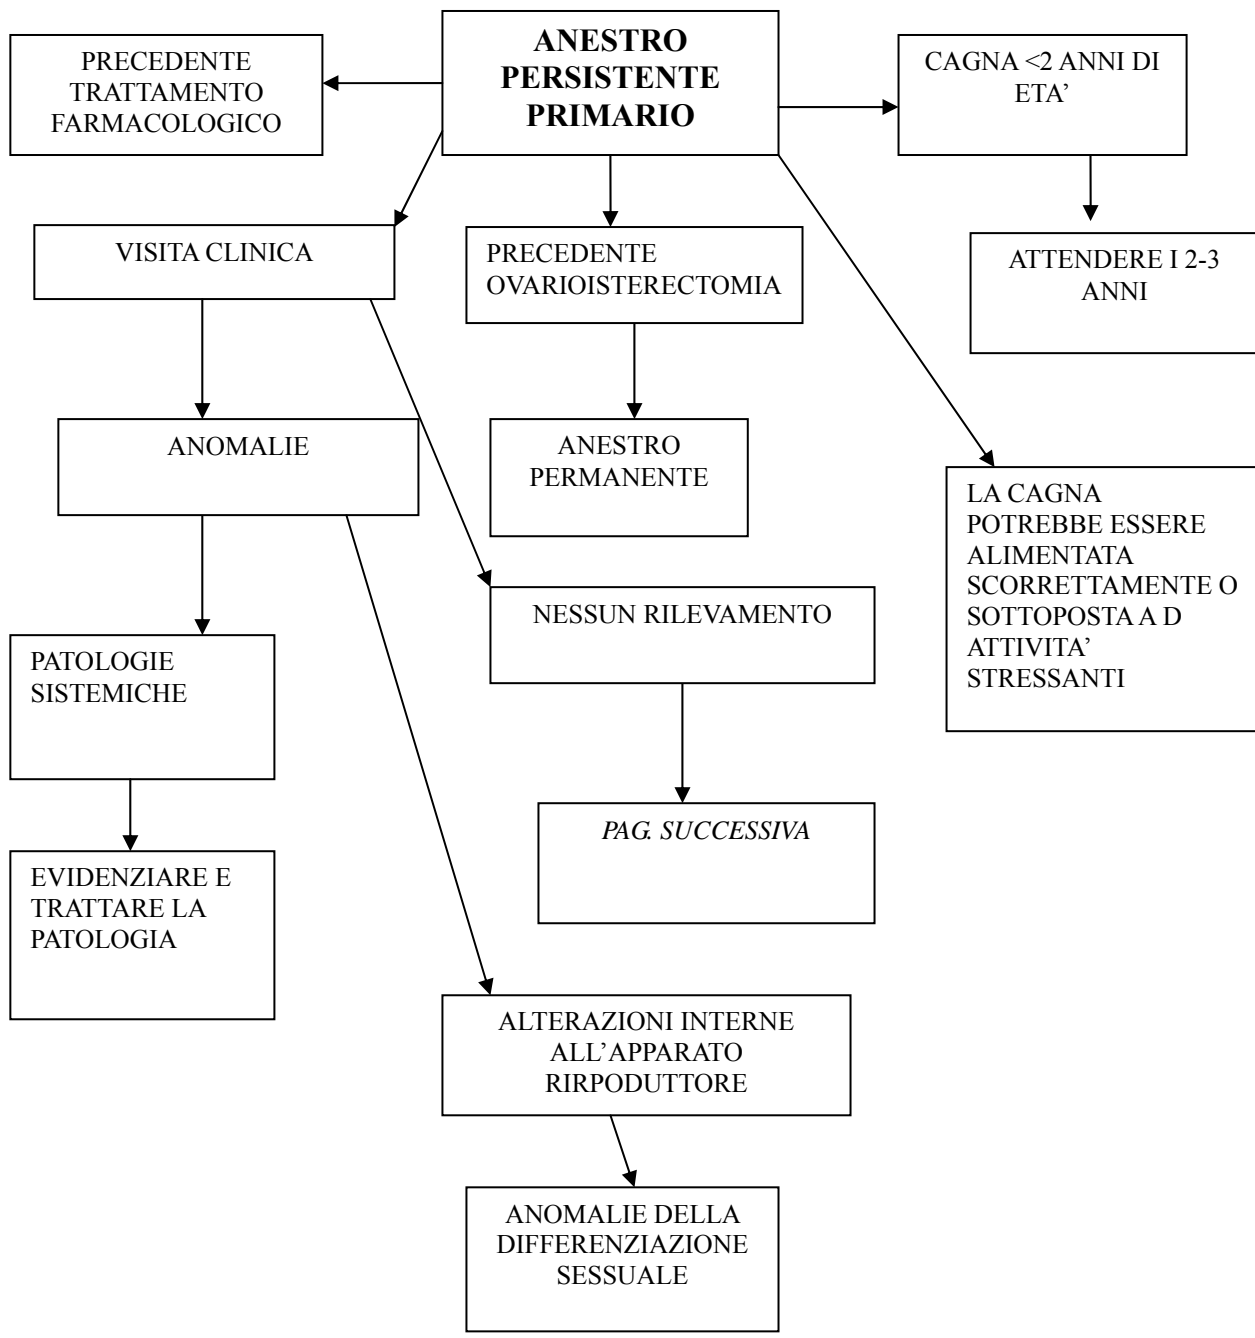 ANESTRO
PERSISTENTE
PRIMARIO
PRECEDENTE
TRATTAMENTO
FARMACOLOGICO
CAGNA <2 ANNI DI
ETA’
VISITA CLINICA
PRECEDENTE
OVARIOISTERECTOMIA
ATTENDERE I 2-3
ANNI
ANOMALIE
ANESTRO
PERMANENTE
LA CAGNA
POTREBBE ESSERE
ALIMENTATA
SCORRETTAMENTE O
SOTTOPOSTA A D
ATTIVITA’
STRESSANTI
NESSUN RILEVAMENTO
PATOLOGIE
SISTEMICHE
PAG. SUCCESSIVA
EVIDENZIARE E
TRATTARE LA
PATOLOGIA
ALTERAZIONI INTERNE
ALL’APPARATO
RIRPODUTTORE
ANOMALIE DELLA
DIFFERENZIAZIONE
SESSUALE